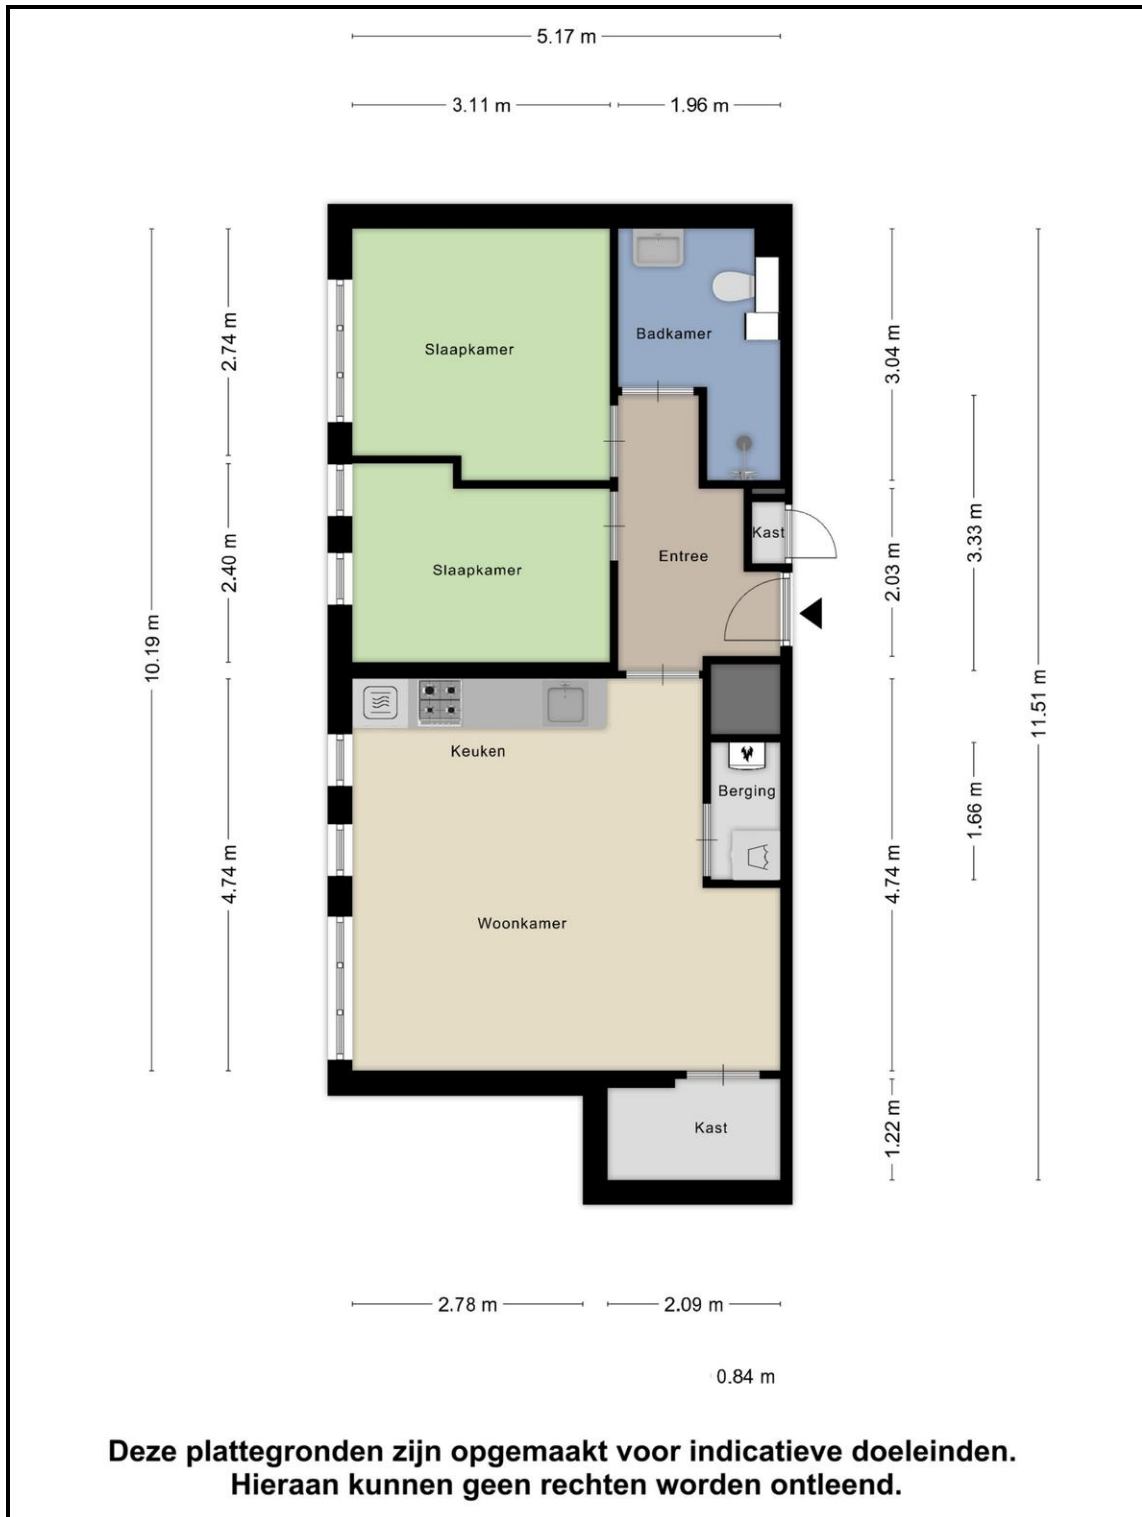 5.17 m
3.11 m
1.96 m
Slaapkamer
Badkamer
2.74 m
3.04 m
Kast
3.33 m
Entree
Slaapkamer
2.40 m
2.03 m
10.19 m
11.51 m
Keuken
Berging
1.66 m
4.74 m
4.74 m
Woonkamer
Kast
1.22 m
2.78 m
2.09 m
0.84 m
Deze plattegronden zijn opgemaakt voor indicatieve doeleinden.
Hieraan kunnen geen rechten worden ontleend.